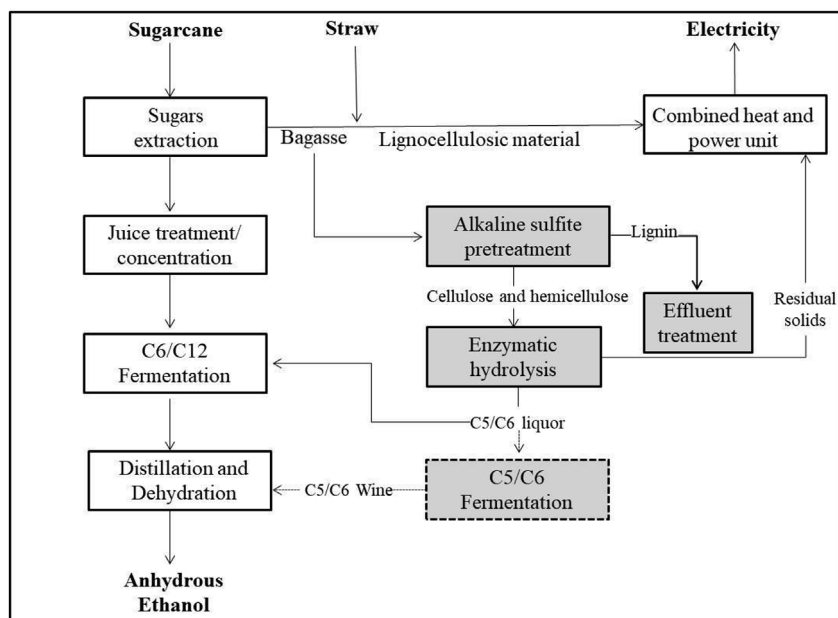 Sugarcane
Straw
Electricity
Sugars
extraction
Bagasse
Lignocellulosic material
Combined heat and
power unit
Juice treatment/
concentration
Alkaline sulfite
pretreatment
Lignin
Cellulose and hemicellulose
Effluent
treatment
Residual
solids
C6/C12
Fermentation
Enzymatic
hydrolysis
C5/C6 liquor
Distillation and
Dehydration
C5/C6 Wine
C5/C6
Fermentation
Anhydrous
Ethanol